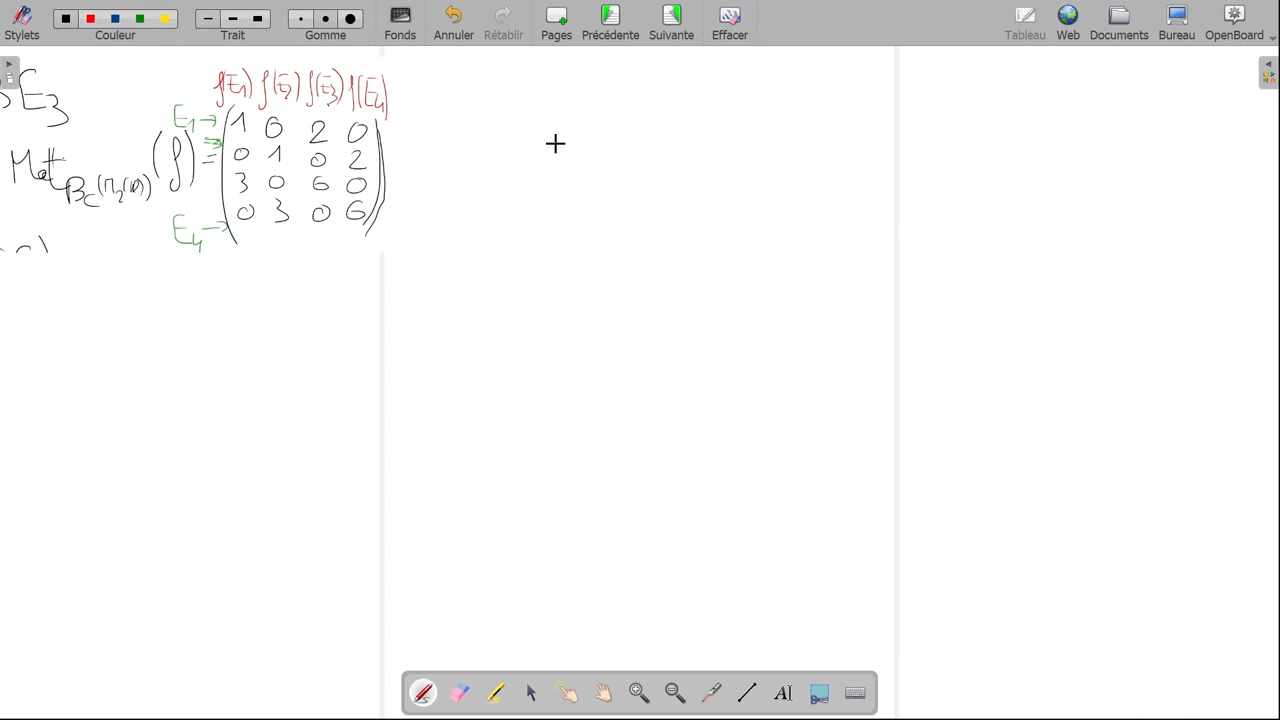 Stylets Couleur Trait Gomme Fonds Annuler Rétablir Pages Précédente Suivante Effacer Tableau Web Documents Bureau OpenBoard
f(E1) f(E2) f(E3) f(E4)
E3
E1 → 1 0 2 0
Mat (f) = 0 1 0 2
3 0 6 0
E4 → 0 3 0 6